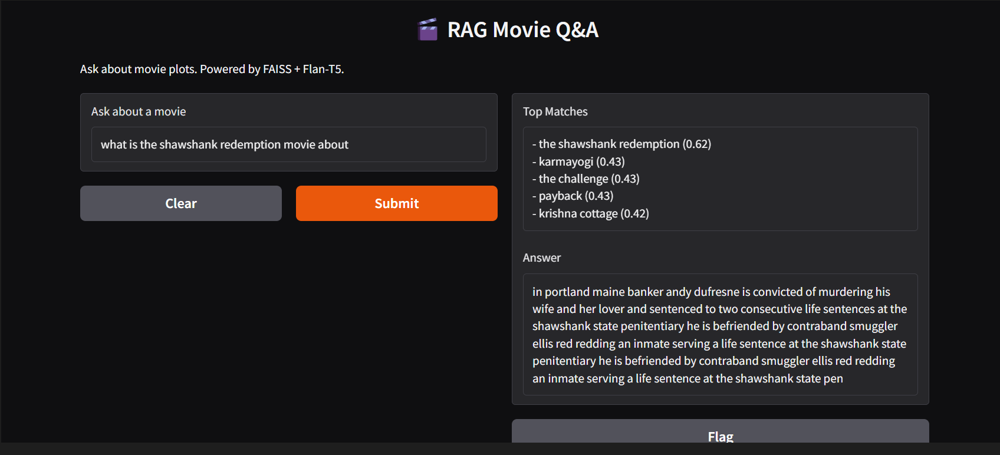 🎬 RAG Movie Q&A
Ask about movie plots. Powered by FAISS + Flan-T5.
Ask about a movie
what is the shawshank redemption movie about
Clear
Submit
Top Matches
- the shawshank redemption (0.62)
- karmayogi (0.43)
- the challenge (0.43)
- payback (0.43)
- krishna cottage (0.42)
Answer
in portland maine banker andy dufresne is convicted of murdering his
wife and her lover and sentenced to two consecutive life sentences at the
shawshank state penitentiary he is befriended by contraband smuggler
ellis red redding an inmate serving a life sentence at the shawshank state
penitentiary he is befriended by contraband smuggler ellis red redding
an inmate serving a life sentence at the shawshank state pen
Flag